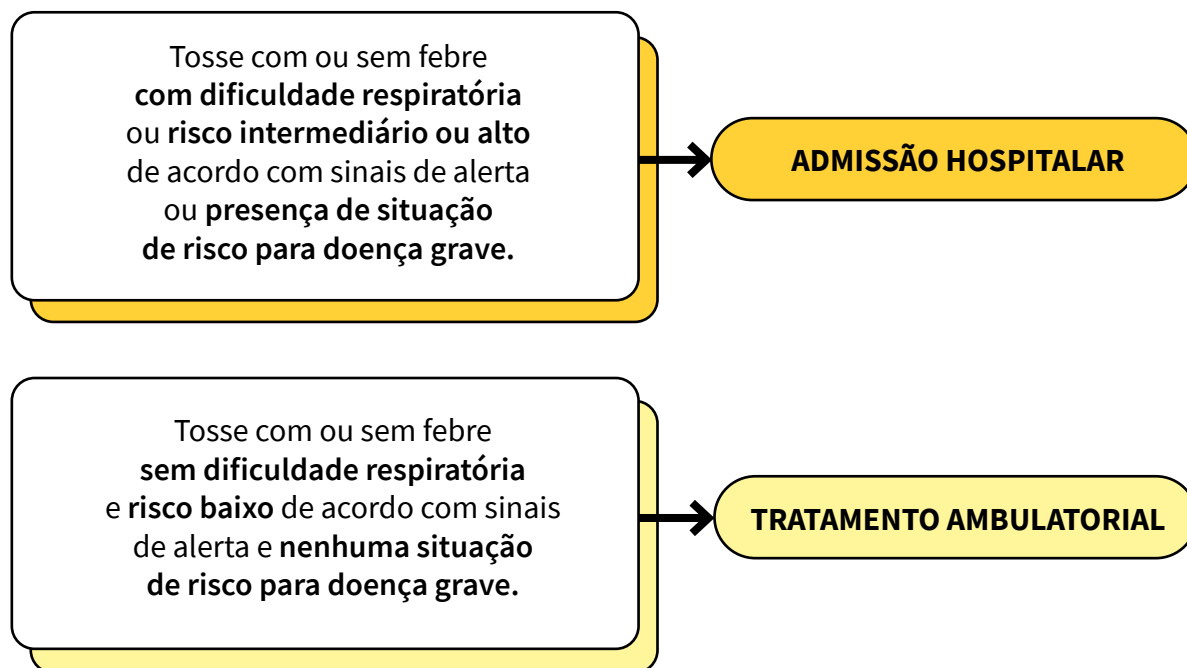 Tosse com ou sem febre
com dificuldade respiratória
ou risco intermediário ou alto
de acordo com sinais de alerta
ou presença de situação
de risco para doença grave.
ADMISSÃO HOSPITALAR
Tosse com ou sem febre
sem dificuldade respiratória
e risco baixo de acordo com sinais
de alerta e nenhuma situação
de risco para doença grave.
TRATAMENTO AMBULATORIAL